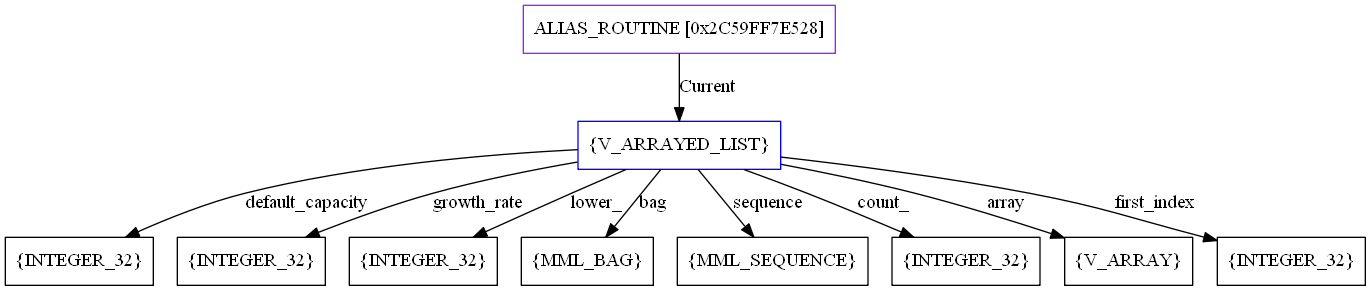 ALIAS_ROUTINE [0x2C59FF7E528]
Current
{V_ARRAYED_LIST}
default_capacity
growth_rate
lower_
bag
sequence
count_
array
first_index
{INTEGER_32}
{INTEGER_32}
{INTEGER_32}
{MML_BAG}
{MML_SEQUENCE}
{INTEGER_32}
{V_ARRAY}
{INTEGER_32}